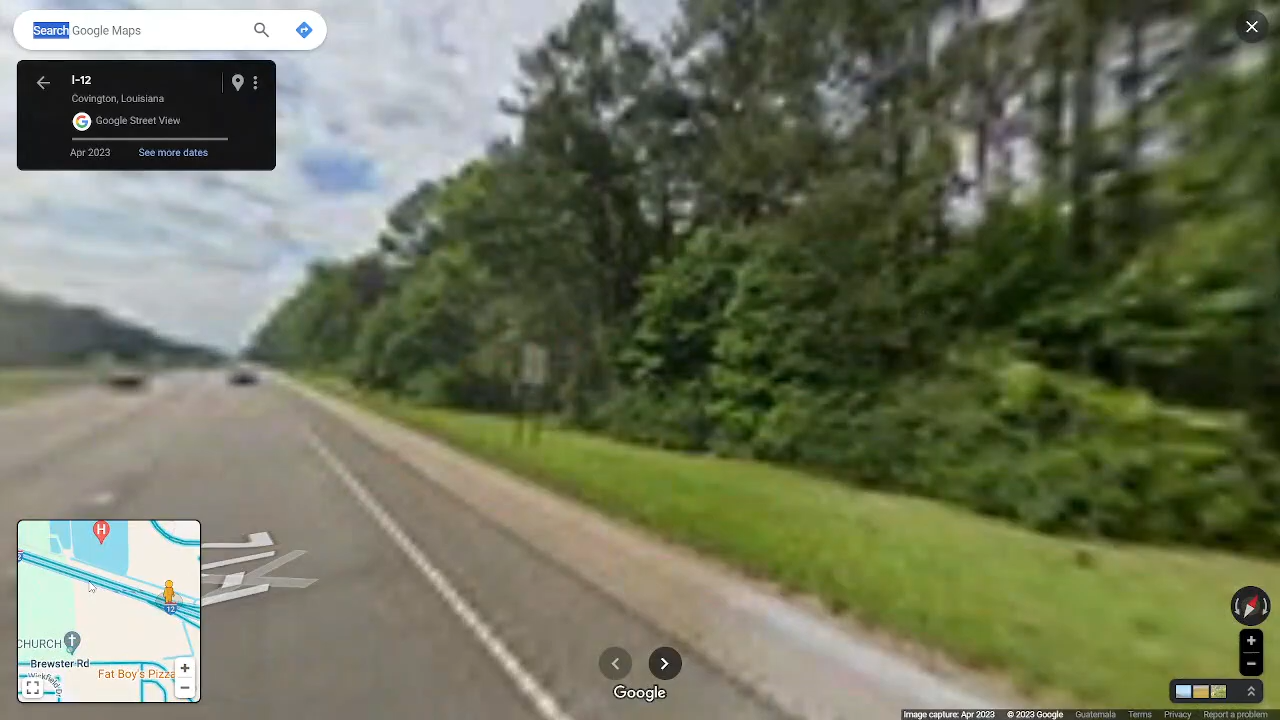 Search Google Maps
I-12
Covington, Louisiana
Google Street View
Apr 2023
See more dates
H
12
CHURCH
Brewster Rd
Fat Boy's Pizza
Google
Image capture: Apr 2023 © 2023 Google Guatemala Terms Privacy Report a problem